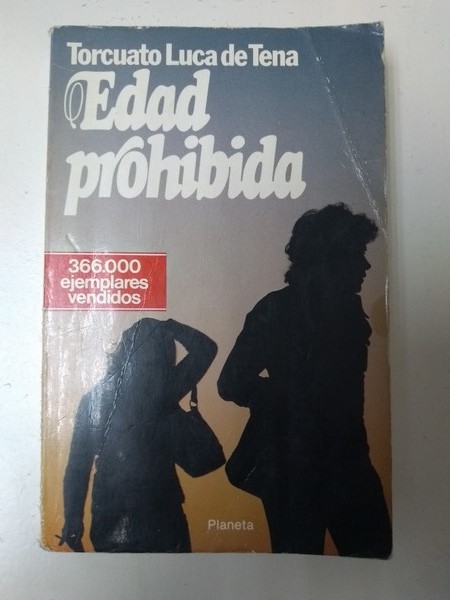 Torcuato Luca de Tena
Edad
prohibida
366.000
ejemplares
vendidos
Planeta